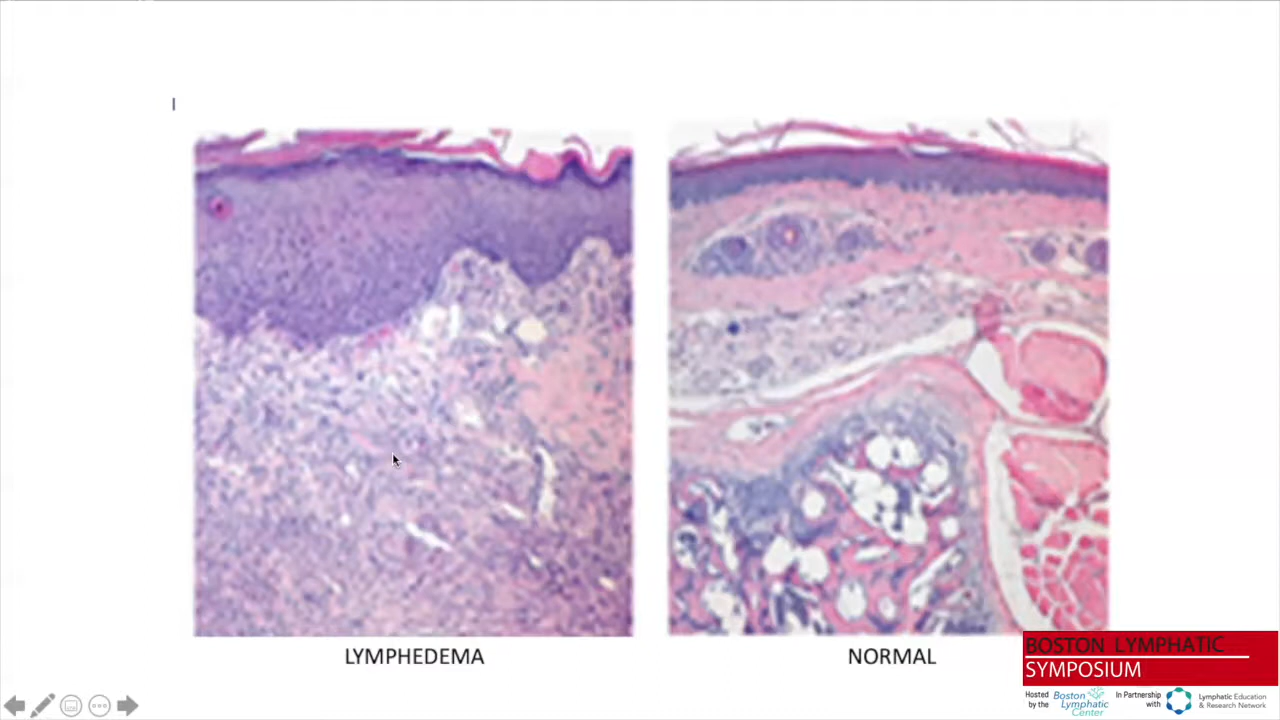 LYMPHEDEMA
NORMAL
BOSTON LYMPHATIC
SYMPOSIUM
Hosted
by the
Boston
Lymphatic
Center
In Partnership
with
Lymphatic Education
& Research Network